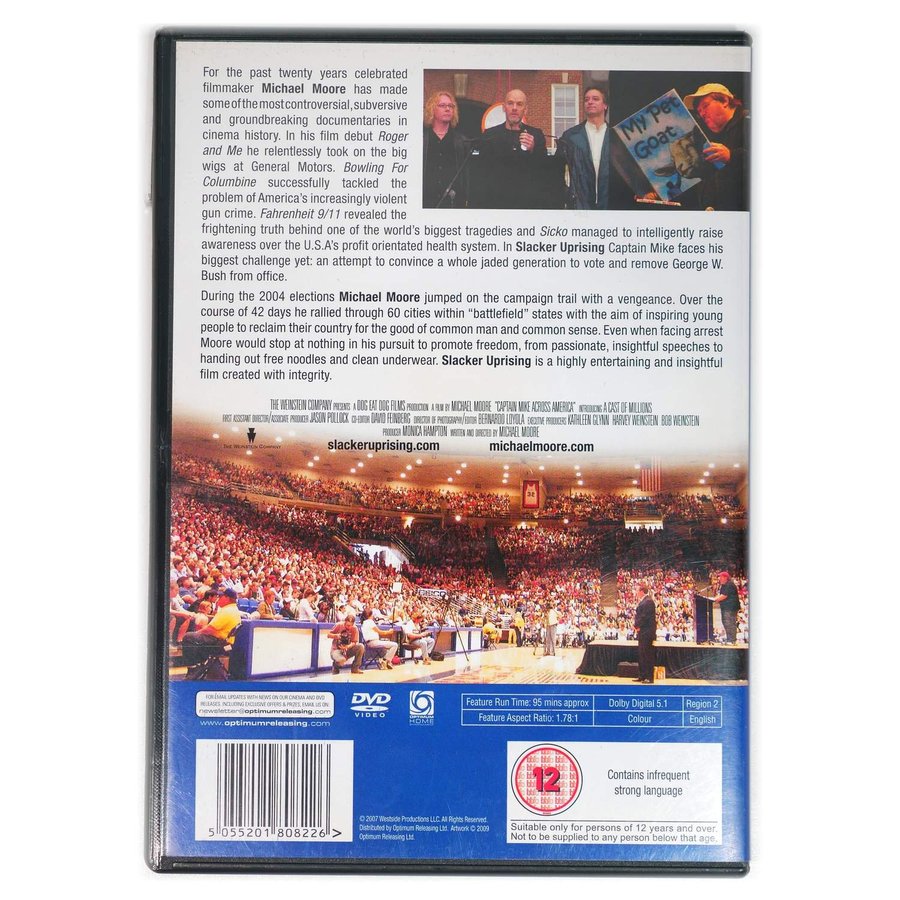 For the past twenty years celebrated
filmmaker Michael Moore has made
some of the most controversial, subversive
and groundbreaking documentaries in
cinema history. In his film debut Roger
and Me he relentlessly took on the big
wigs at General Motors. Bowling For
Columbine successfully tackled the
problem of America's increasingly violent
gun crime. Fahrenheit 9/11 revealed the
frightening truth behind one of the world's biggest tragedies and Sicko managed to intelligently raise
awareness over the U.S.A's profit orientated health system. In Slacker Uprising Captain Mike faces his
biggest challenge yet: an attempt to convince a whole jaded generation to vote and remove George W.
Bush from office.
My Pet
Goat
During the 2004 elections Michael Moore jumped on the campaign trail with a vengeance. Over the
course of 42 days he rallied through 60 cities within "battlefield" states with the aim of inspiring young
people to reclaim their country for the good of common man and common sense. Even when facing arrest
Moore would stop at nothing in his pursuit to promote freedom, from passionate, insightful speeches to
handing out free noodles and clean underwear. Slacker Uprising is a highly entertaining and insightful
film created with integrity.
THE WEINSTEIN COMPANY PRESENTS A DOG EAT DOG FILMS PRODUCTION A FILM BY MICHAEL MOORE "CAPTAIN MIKE ACROSS AMERICA" INTRODUCING A CAST OF MILLIONS
FIRST ASSISTANT DIRECTOR/ASSOCIATE PRODUCER JASON POLLOCK CO-EDITOR DAVID FEINBERG DIRECTOR OF PHOTOGRAPHY/EDITOR BERNARDO LOYOLA EXECUTIVE PRODUCERS KATHLEEN GLYNN HARVEY WEINSTEIN BOB WEINSTEIN
PRODUCER MONICA HAMPTON WRITTEN AND DIRECTED BY MICHAEL MOORE
THE WEINSTEIN COMPANY
slackeruprising.com michaelmoore.com
FOR EMAIL UPDATES WITH NEWS ON OUR CINEMA AND DVD
RELEASES, INCLUDING EXCLUSIVE OFFERS & PRIZES, EMAIL US ON:
newsletter@optimumreleasing.com
www.optimumreleasing.com
DVD
VIDEO
OPTIMUM
HOME
Feature Run Time: 95 mins approx Dolby Digital 5.1 Region 2
Feature Aspect Ratio: 1.78:1 Colour English
5 055201 808226 >
© 2007 Westside Productions LLC. All Rights Reserved.
Distributed by Optimum Releasing Ltd. Artwork © 2009
Optimum Releasing Ltd.
12
Contains infrequent
strong language
Suitable only for persons of 12 years and over.
Not to be supplied to any person below that age.